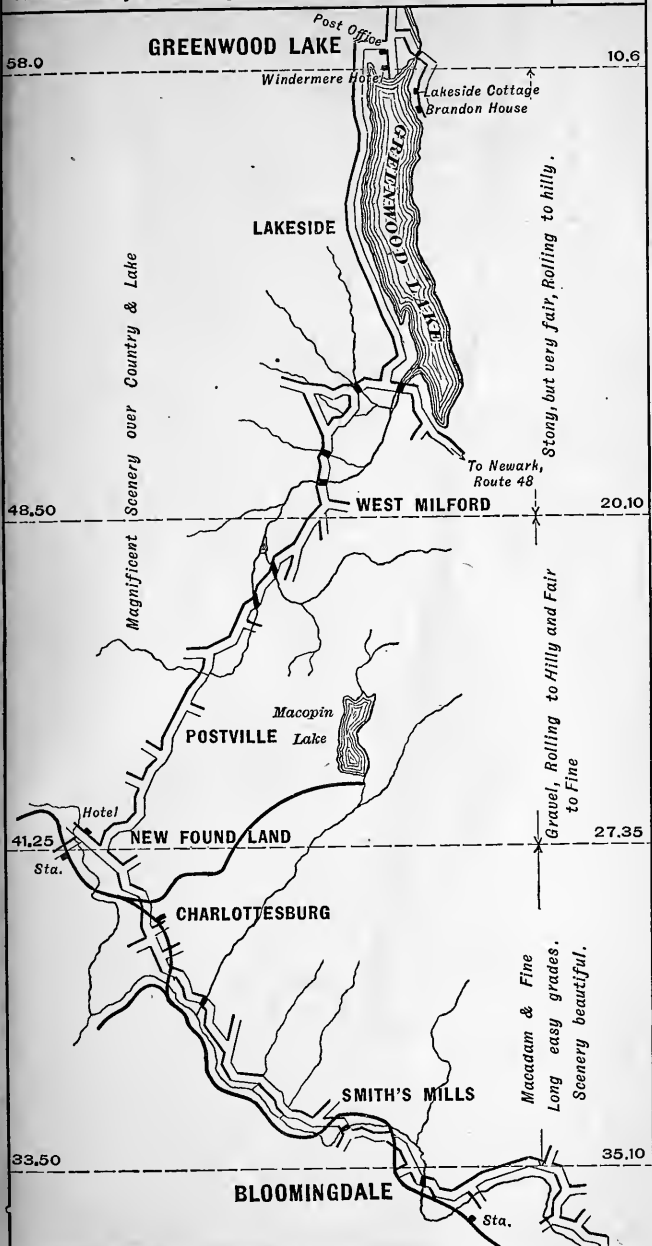 Post Office
GREENWOOD LAKE
58.0
10.6
Windermere Hotel
Lakeside Cottage
Brandon House
GREENWOOD LAKE
LAKESIDE
Magnificent Scenery over Country & Lake
Stony, but very fair, Rolling to hilly.
To Newark,
Route 48
WEST MILFORD
48.50
20.10
Macopin
Lake
POSTVILLE
Gravel, Rolling to Hilly and Fair
to Fine
Hotel
NEW FOUND LAND
41.25
27.35
Sta.
CHARLOTTESBURG
Macadam & Fine
Long easy grades.
Scenery beautiful.
SMITH'S MILLS
33.50
35.10
BLOOMINGDALE
Sta.